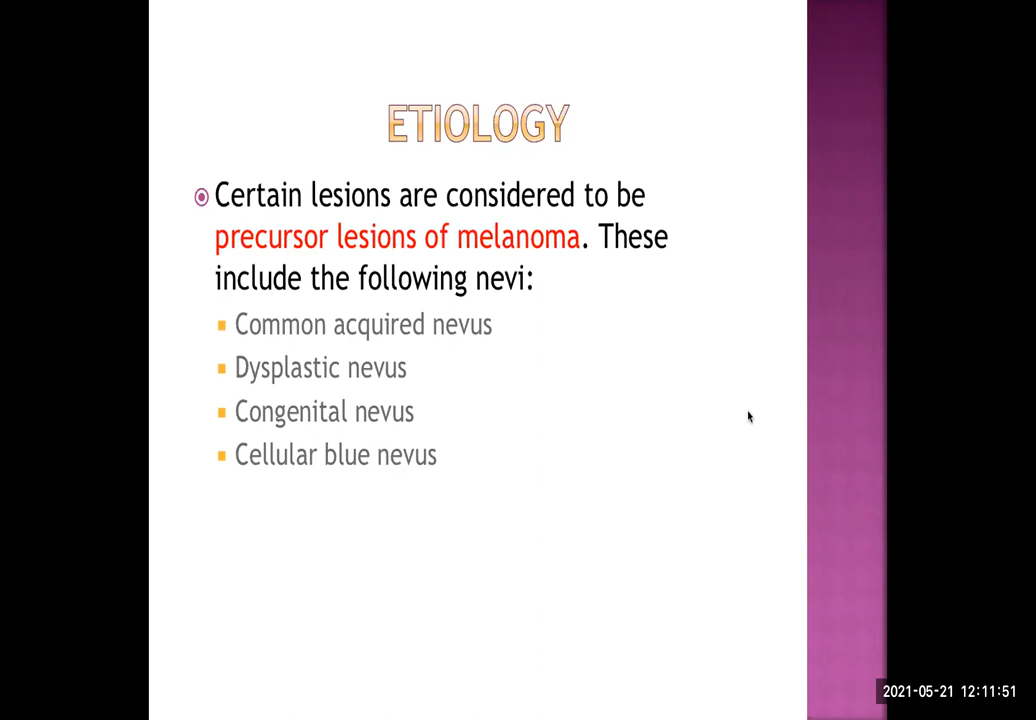 ETIOLOGY
Certain lesions are considered to be
precursor lesions of melanoma. These
include the following nevi:
Common acquired nevus
Dysplastic nevus
Congenital nevus
Cellular blue nevus
2021-05-21 12:11:51